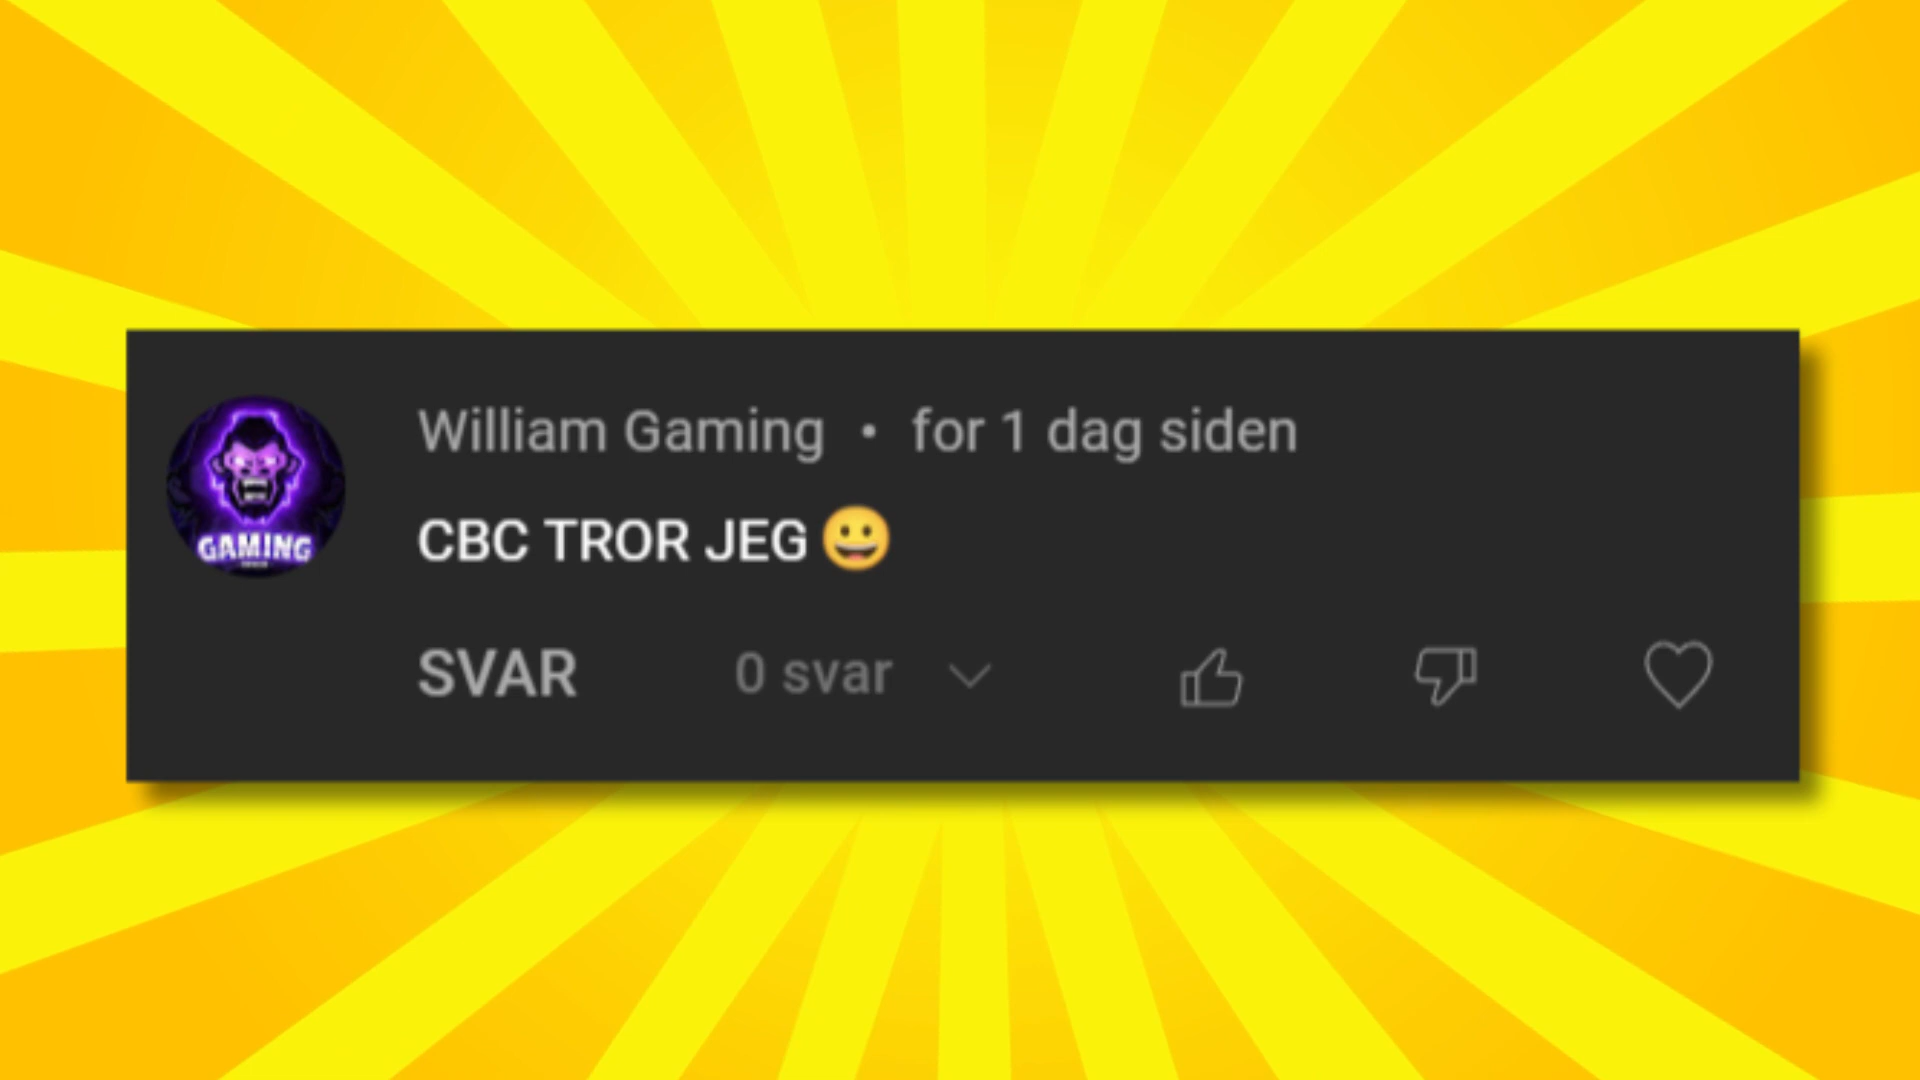 William Gaming • for 1 dag siden
CBC TROR JEG 😀
GAMING
SVAR 0 svar